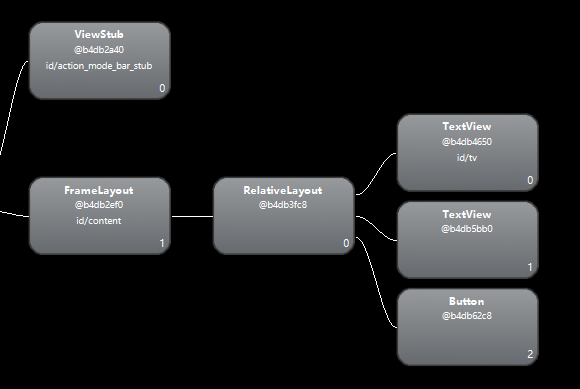 ViewStub
@b4db2a40
id/action_mode_bar_stub
0
FrameLayout
@b4db2ef0
id/content
1
RelativeLayout
@b4db3fc8
0
TextView
@b4db4650
id/tv
0
TextView
@b4db5bb0
1
Button
@b4db62c8
2